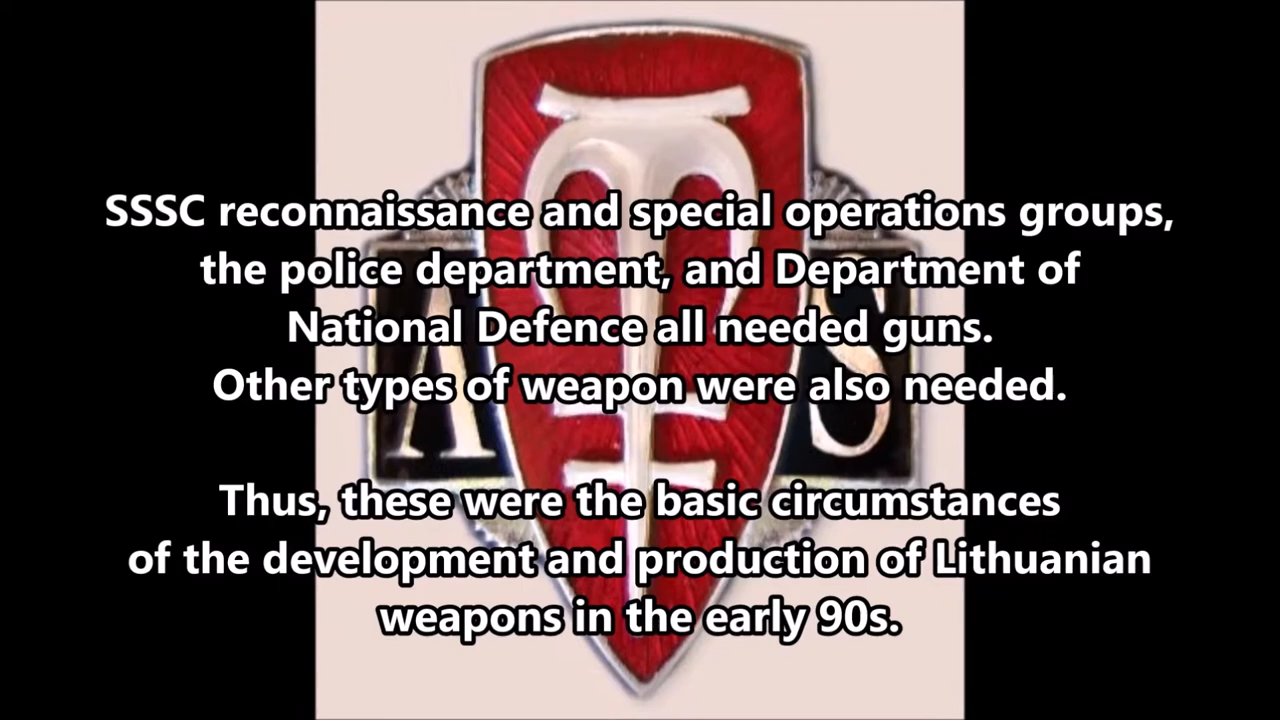 SSSC reconnaissance and special operations groups,
the police department, and Department of
National Defence all needed guns.
Other types of weapon were also needed.
Thus, these were the basic circumstances
of the development and production of Lithuanian
weapons in the early 90s.
A S